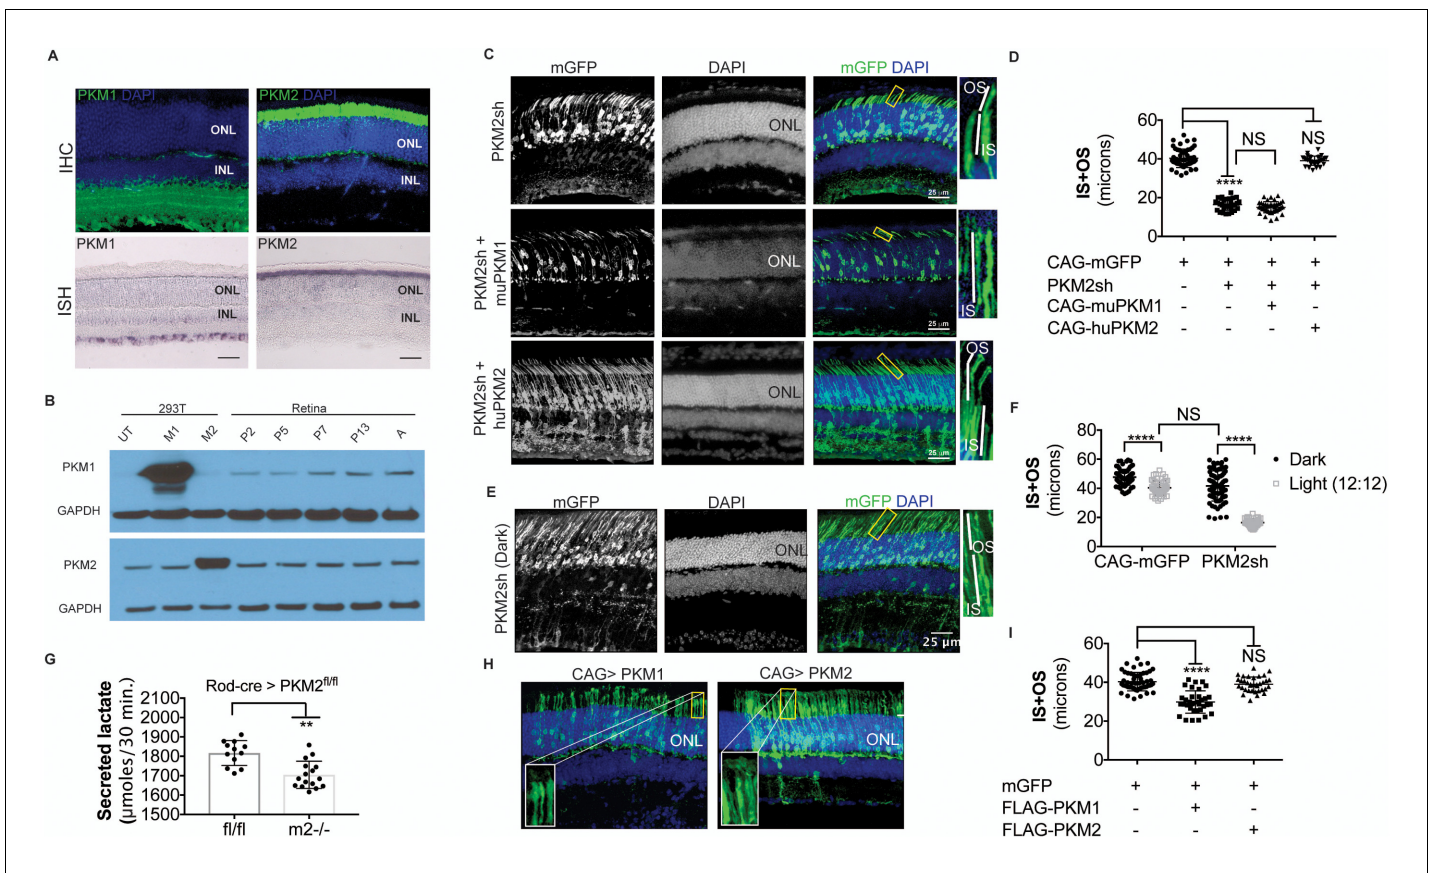 A
PKM1 DAPI
PKM2 DAPI
IHC
ONL
INL
ONL
INL
PKM1
PKM2
ISH
ONL
INL
ONL
INL
B
293T
Retina
UT
M1
M2
P2
P5
P7
P13
A
PKM1
GAPDH
PKM2
GAPDH
C
mGFP
DAPI
mGFP DAPI
PKM2sh
ONL
25 µm
OS
IS
PKM2sh +
muPKM1
ONL
25 µm
IS
PKM2sh +
huPKM2
ONL
25 µm
OS
IS
D
IS+OS
(microns)
60
40
20
0
****
NS
NS
CAG-mGFP + + + +
PKM2sh - + + +
CAG-muPKM1 - - + -
CAG-huPKM2 - - - +
E
mGFP
DAPI
mGFP DAPI
PKM2sh (Dark)
ONL
25 µm
OS
IS
F
IS+OS
(microns)
80
60
40
20
0
****
NS
****
Dark
Light (12:12)
CAG-mGFP
PKM2sh
G
Rod-cre > PKM2fl/fl
Secreted lactate
(µmoles/30 min.)
2100
2000
1900
1800
1700
1600
1500
**
fl/fl
m2-/-
H
CAG> PKM1
CAG> PKM2
ONL
ONL
I
IS+OS
(microns)
60
40
20
0
****
NS
mGFP + + +
FLAG-PKM1 - + -
FLAG-PKM2 - - +